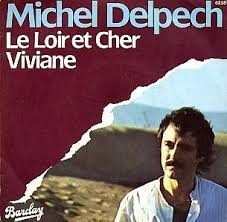 Michel Delpech
Le Loir et Cher
Viviane
Barclay